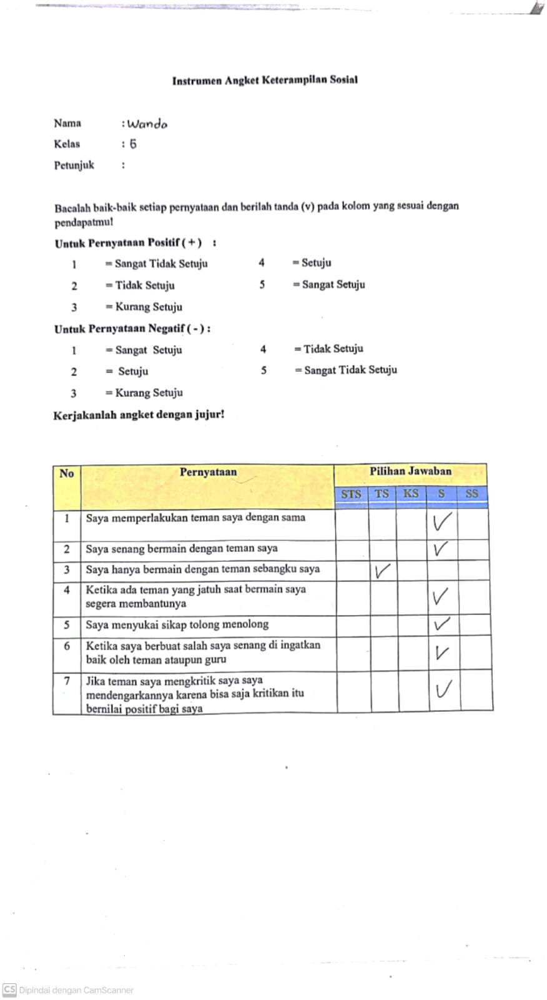 Instrumen Angket Keterampilan Sosial
Nama : Wando
Kelas : 5
Petunjuk :
Bacalah baik-baik setiap pernyataan dan berilah tanda (v) pada kolom yang sesuai dengan
pendapatmu!
Untuk Pernyataan Positif ( + ) :
1 = Sangat Tidak Setuju 4 = Setuju
2 = Tidak Setuju 5 = Sangat Setuju
3 = Kurang Setuju
Untuk Pernyataan Negatif ( - ) :
1 = Sangat Setuju 4 = Tidak Setuju
2 = Setuju 5 = Sangat Tidak Setuju
3 = Kurang Setuju
Kerjakanlah angket dengan jujur!
No Pernyataan Pilihan Jawaban
STS TS KS S SS
1 Saya memperlakukan teman saya dengan sama ✓
2 Saya senang bermain dengan teman saya ✓
3 Saya hanya bermain dengan teman sebangku saya ✓
4 Ketika ada teman yang jatuh saat bermain saya ✓
segera membantunya
5 Saya menyukai sikap tolong menolong ✓
6 Ketika saya berbuat salah saya senang di ingatkan ✓
baik oleh teman ataupun guru
7 Jika teman saya mengkritik saya saya ✓
mendengarkannya karena bisa saja kritikan itu
bernilai positif bagi saya
CS Dipindai dengan CamScanner